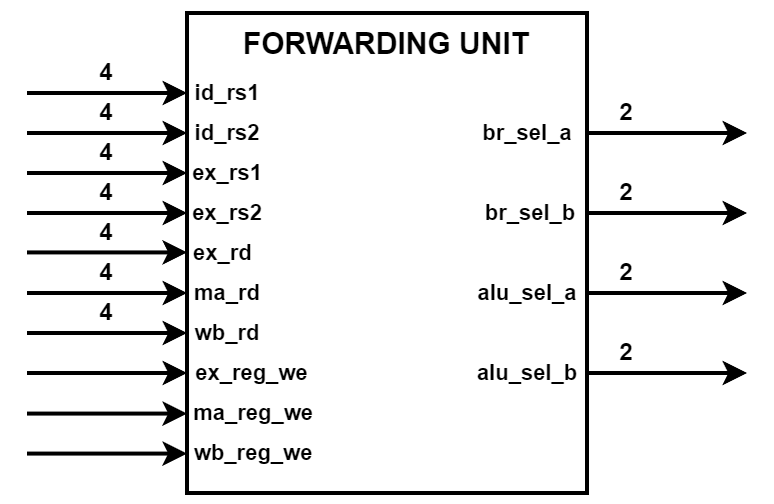 FORWARDING UNIT
4
id_rs1
4
id_rs2
br_sel_a
2
4
ex_rs1
4
ex_rs2
br_sel_b
2
4
ex_rd
4
ma_rd
alu_sel_a
2
4
wb_rd
ex_reg_we
alu_sel_b
2
ma_reg_we
wb_reg_we